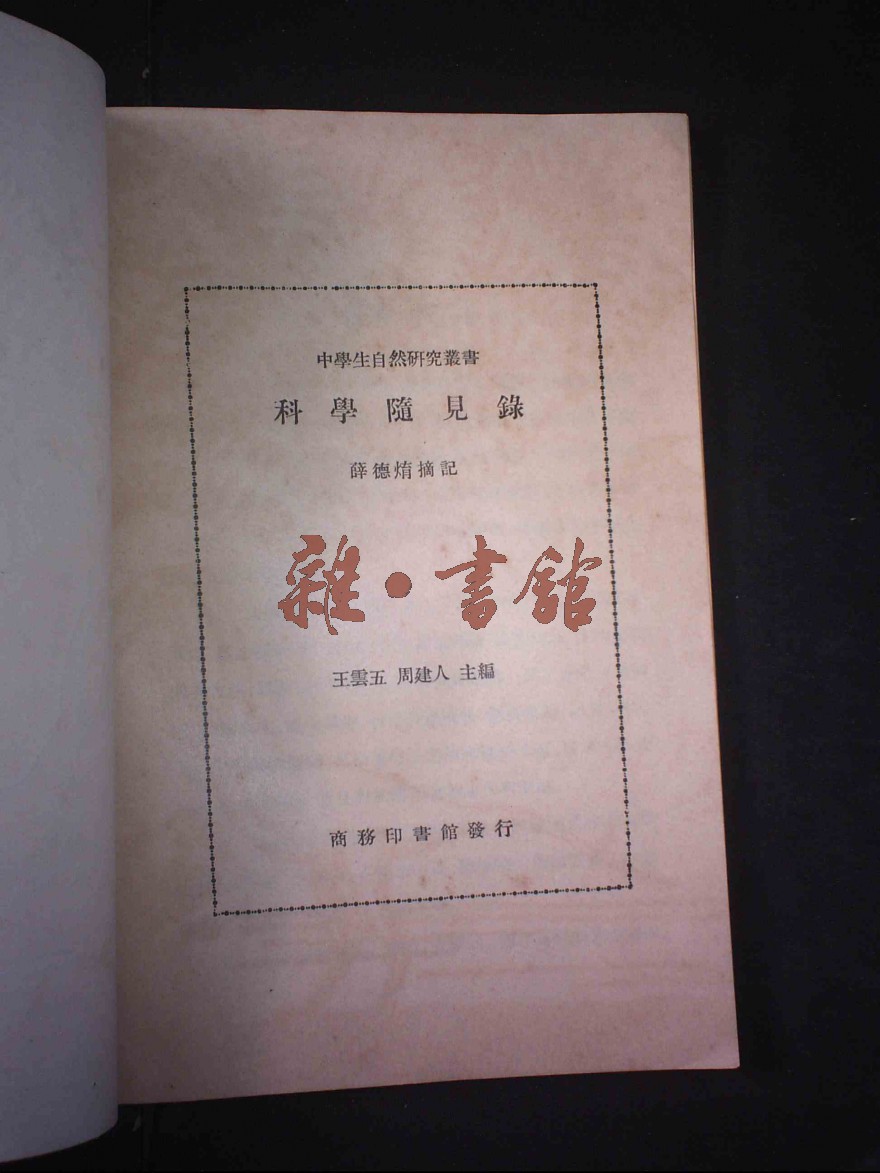 中學生自然研究叢書
科學隨見錄
薛德焴摘記
雜·書館
王雲五 周建人 主編
商務印書館發行